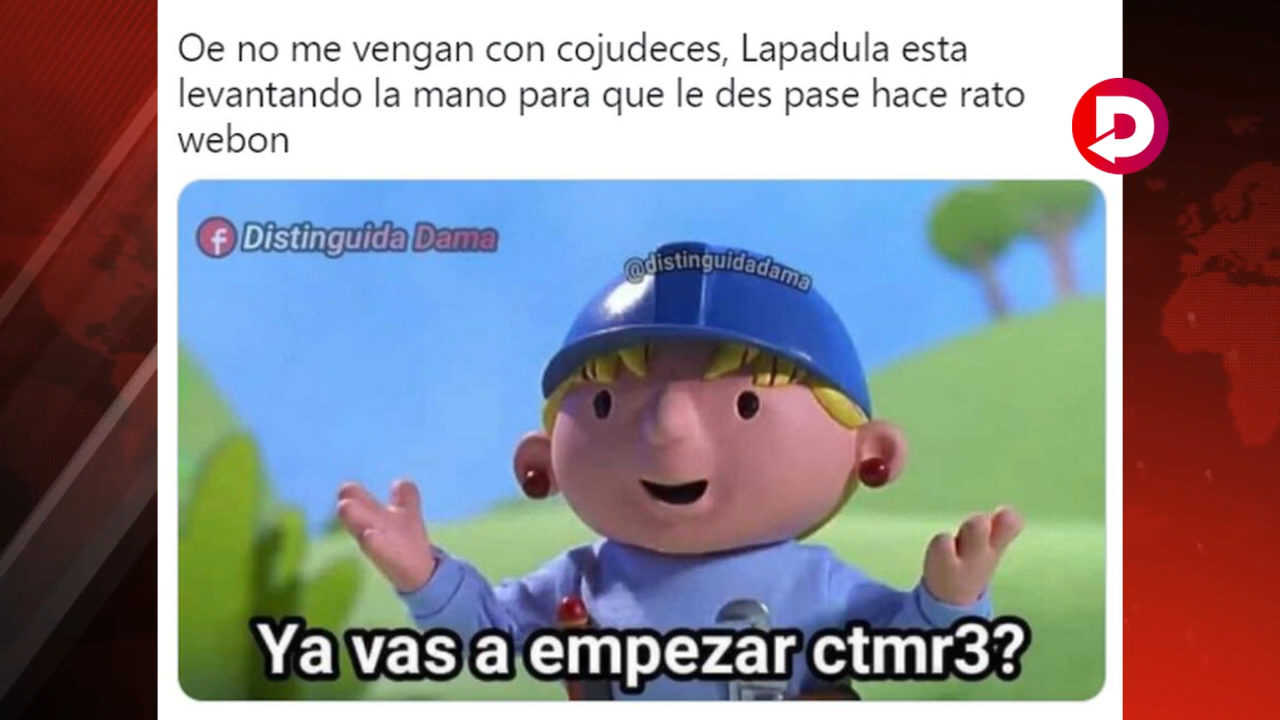 Oe no me vengan con cojudeces, Lapadula esta
levantando la mano para que le des pase hace rato
webon
D
f Distinguida Dama
@distinguidadama
Ya vas a empezar ctmr3?